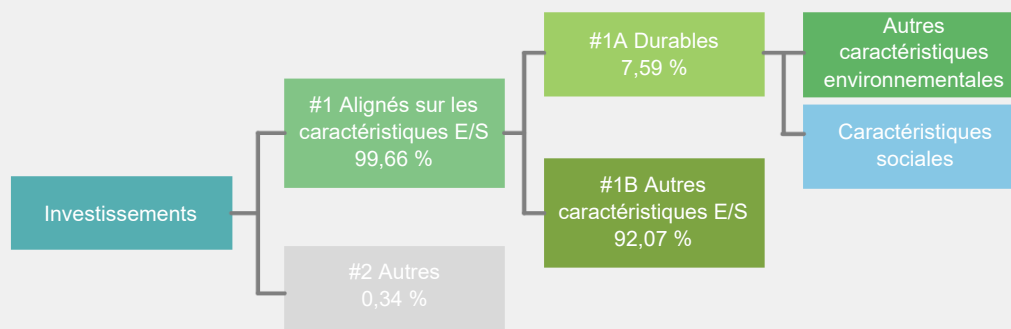 Investissements
#1 Alignés sur les
caractéristiques E/S
99,66 %
#2 Autres
0,34 %
#1A Durables
7,59 %
#1B Autres
caractéristiques E/S
92,07 %
Autres
caractéristiques
environnementales
Caractéristiques
sociales